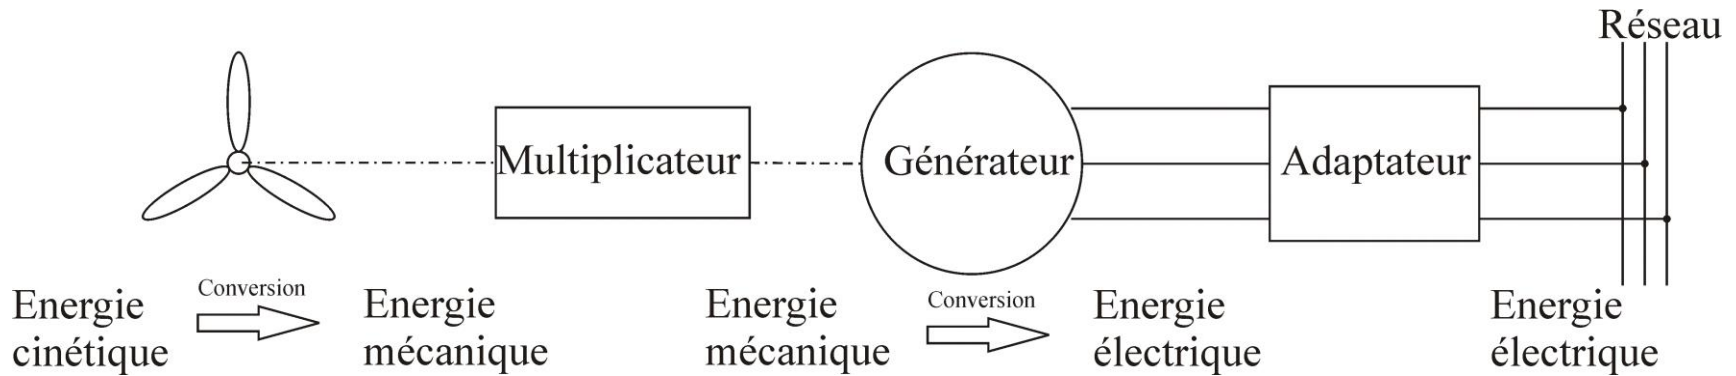 Réseau
Multiplicateur
Générateur
Adaptateur
Energie
cinétique
Conversion
Energie
mécanique
Energie
mécanique
Conversion
Energie
électrique
Energie
électrique